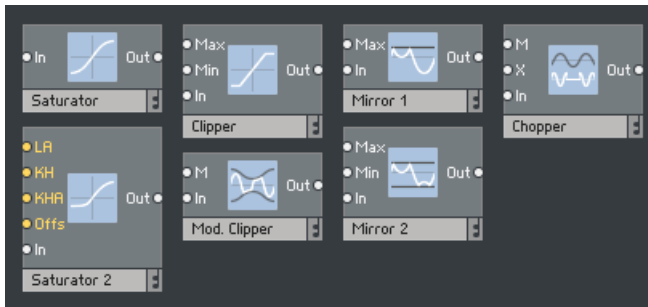 In
Out
Saturator
Max
Min
In
Out
Clipper
Max
In
Out
Mirror 1
M
X
In
Out
Chopper
LA
KH
KHA
Offs
In
Out
Saturator 2
M
In
Out
Mod. Clipper
Max
Min
In
Out
Mirror 2